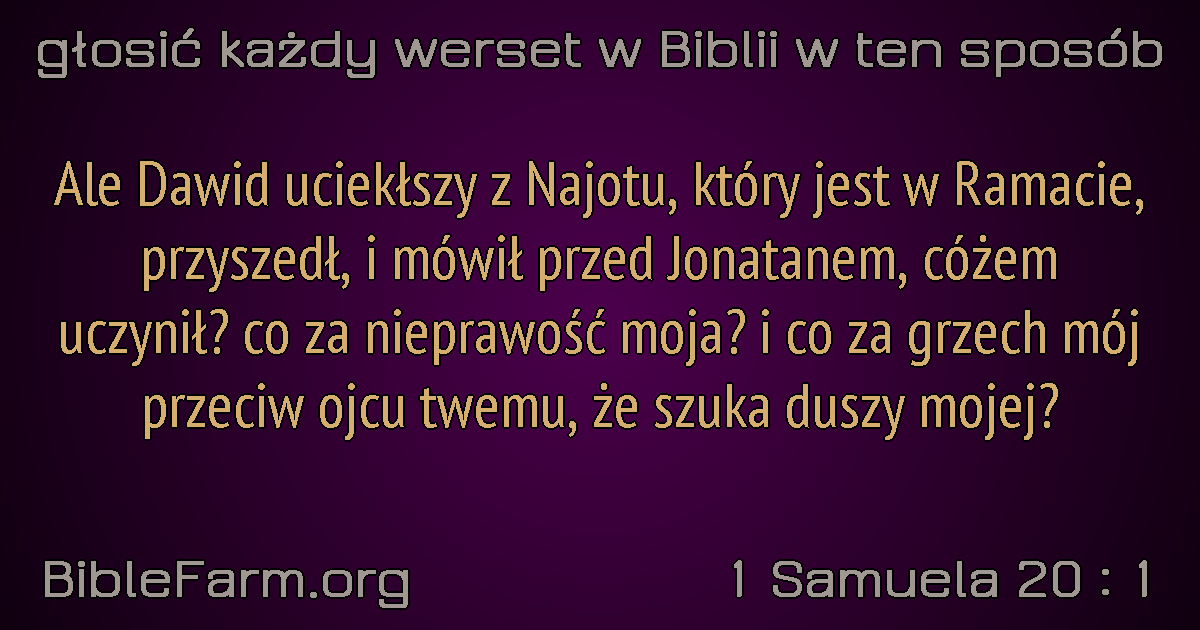 głosić każdy werset w Biblii w ten sposób
Ale Dawid uciekłszy z Najotu, który jest w Ramacie,
przyszedł, i mówił przed Jonatanem, cóżem
uczynił? co za nieprawość moja? i co za grzech mój
przeciw ojcu twemu, że szuka duszy mojej?
BibleFarm.org
1 Samuela 20 : 1